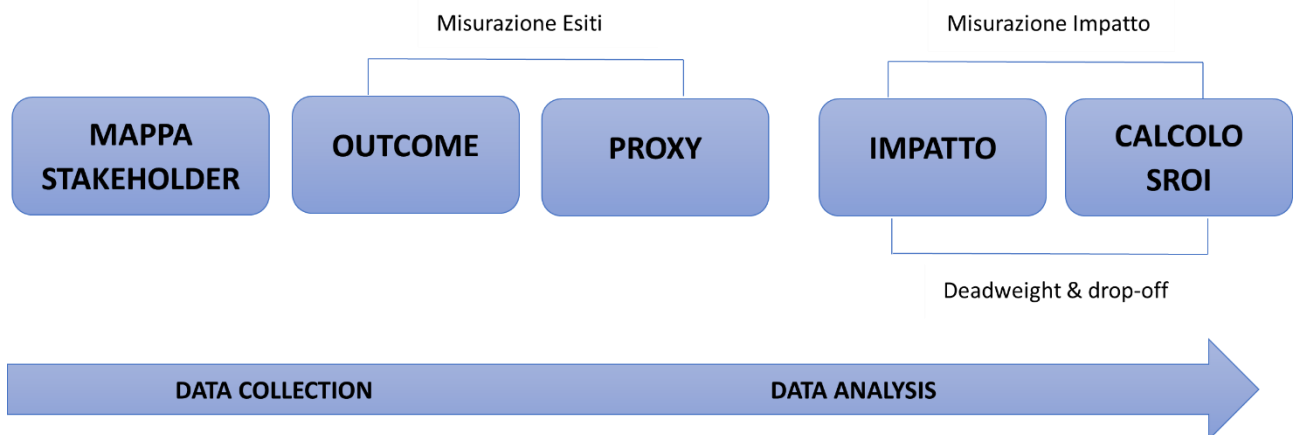 Misurazione Esiti
Misurazione Impatto
MAPPA
STAKEHOLDER
OUTCOME
PROXY
IMPATTO
CALCOLO
SROI
Deadweight & drop-off
DATA COLLECTION
DATA ANALYSIS